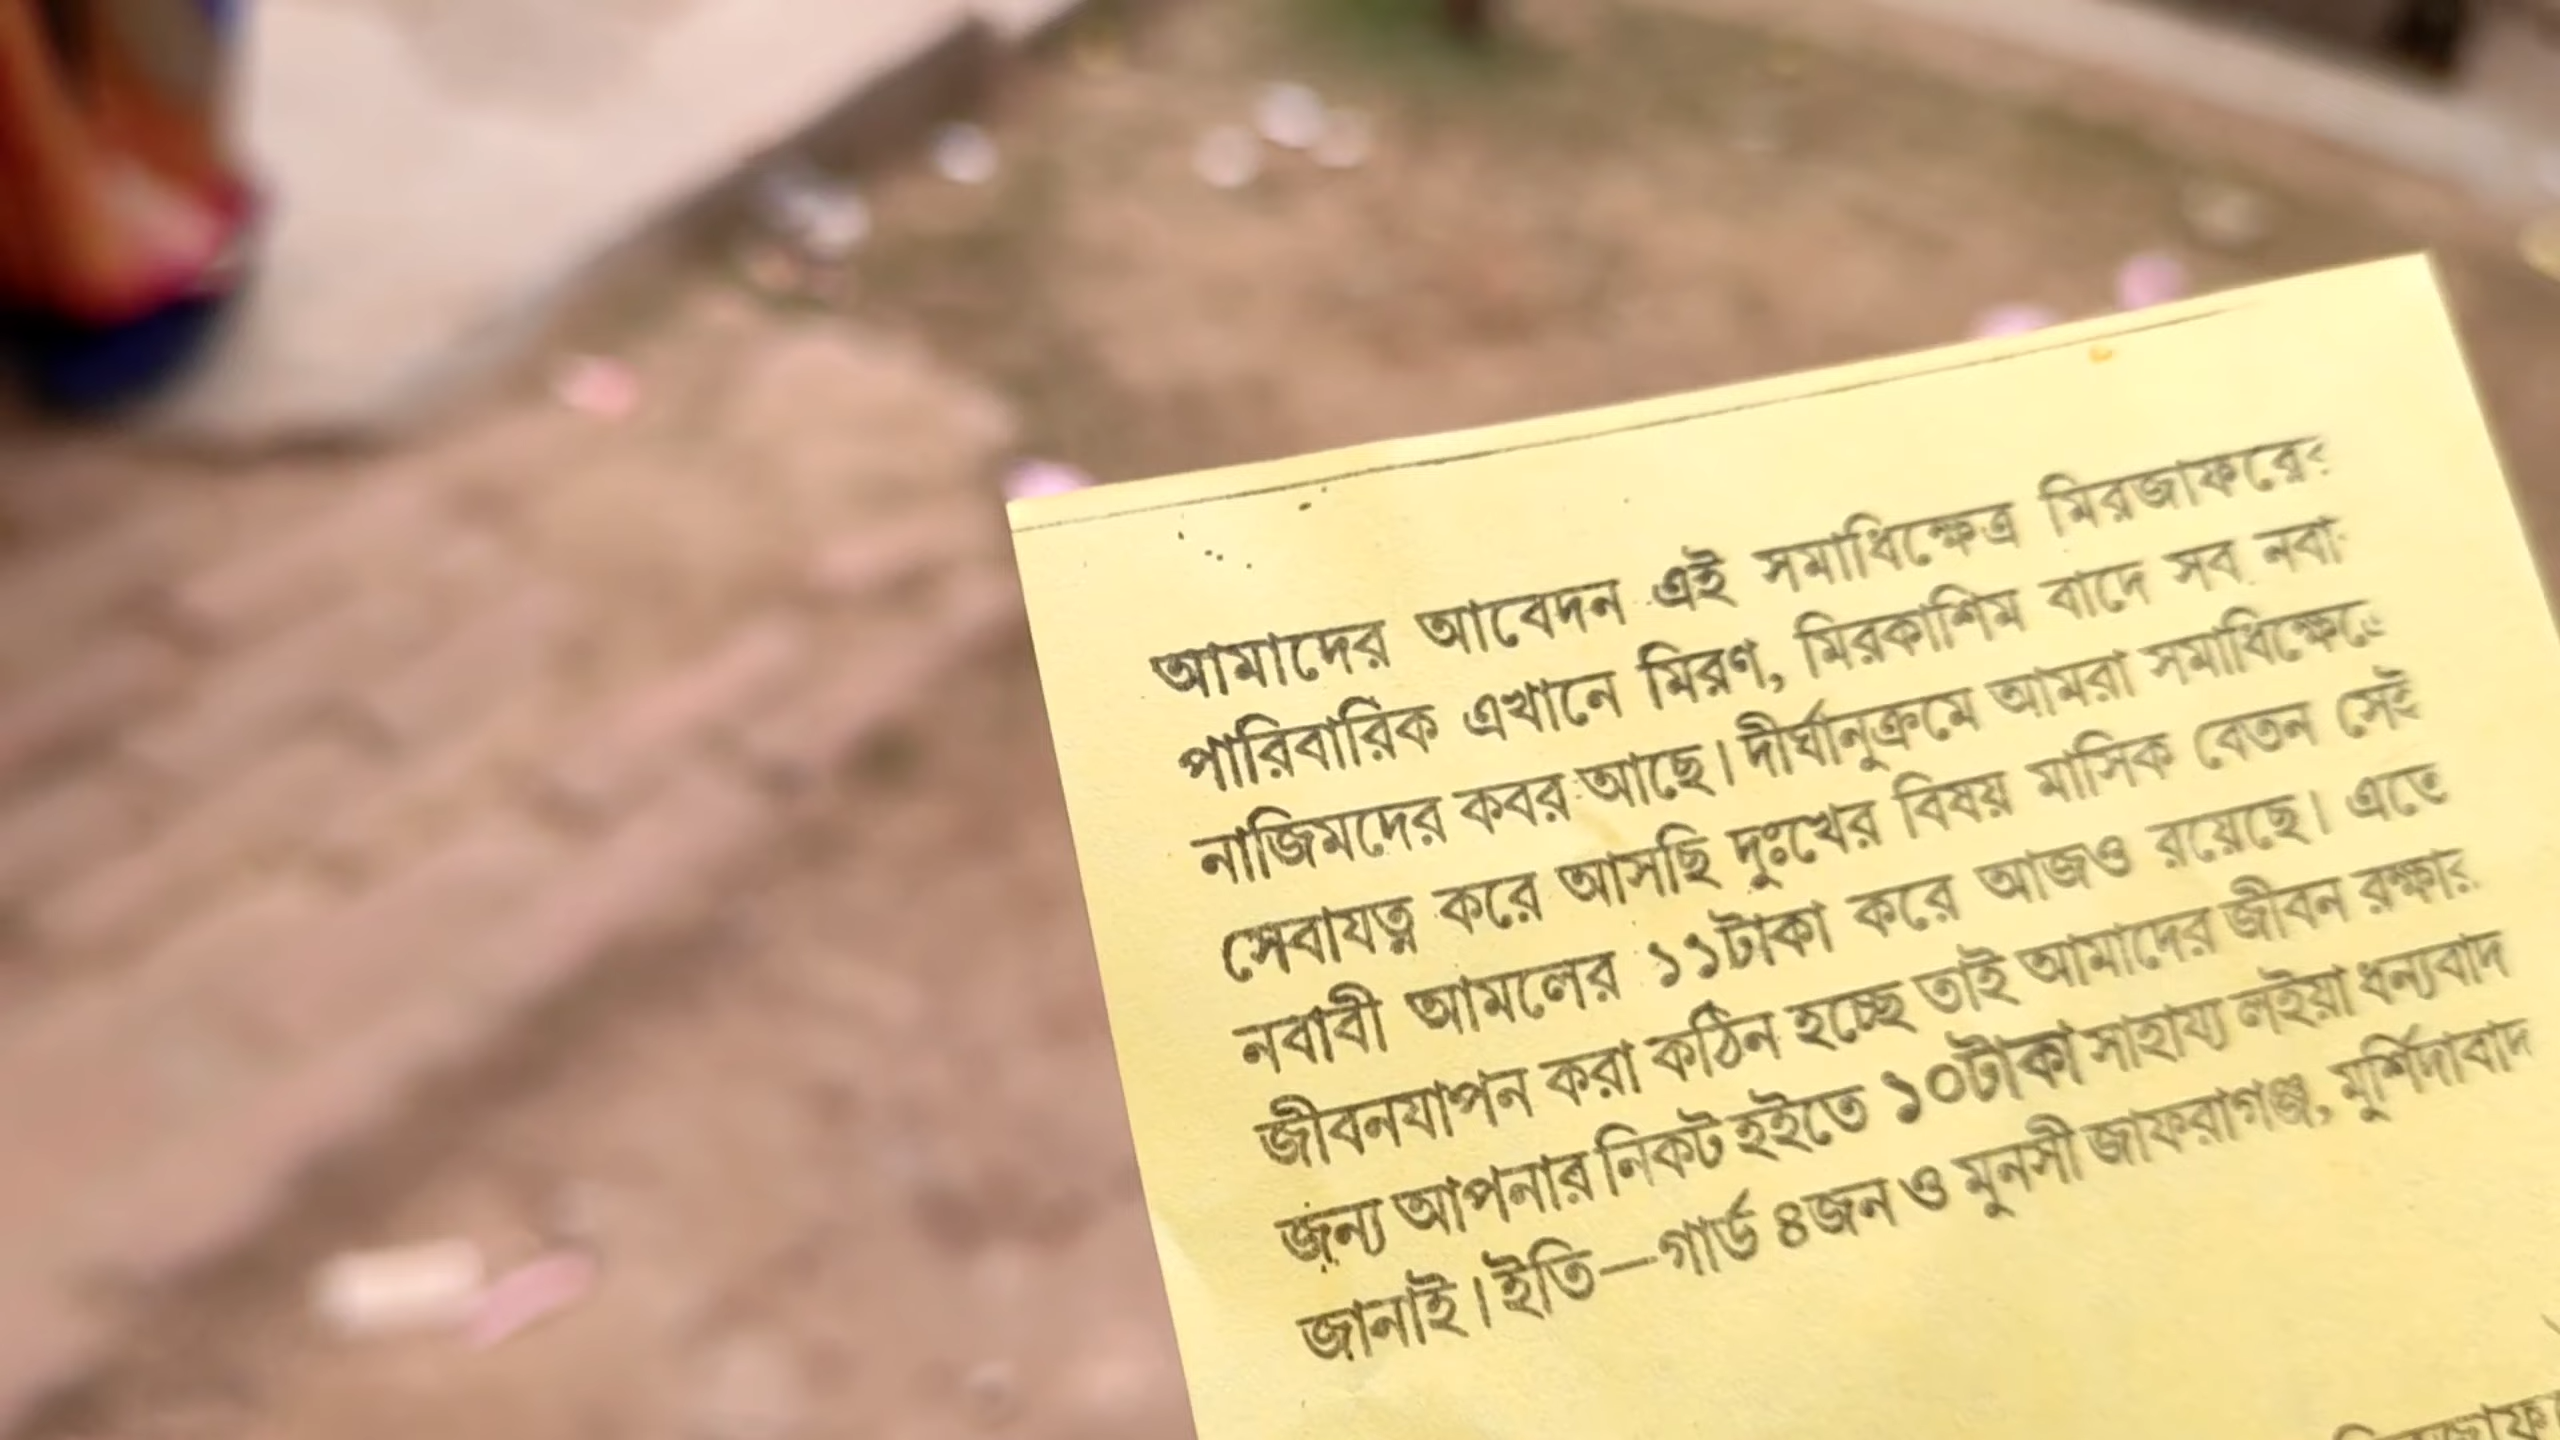 আমাদের আবেদন এই সমাধিক্ষেত্র মিরজাফরের
পারিবারিক এখানে মিরণ, মিরকাশিম বাদে সব নবাব
নাজিমদের কবর আছে। দীর্ঘানুক্রমে আমরা সমাধিক্ষেত্রে
সেবাযত্ন করে আসছি দুঃখের বিষয় মাসিক বেতন সেই
নবাবী আমলের ১১টাকা করে আজও রয়েছে। এতে
জীবনযাপন করা কঠিন হচ্ছে তাই আমাদের জীবন রক্ষার
জন্য আপনার নিকট হইতে ১০টাকা সাহায্য লইয়া ধন্যবাদ
জানাই। ইতি—গার্ড ৪জন ও মুনসী জাফরাগঞ্জ, মুর্শিদাবাদ